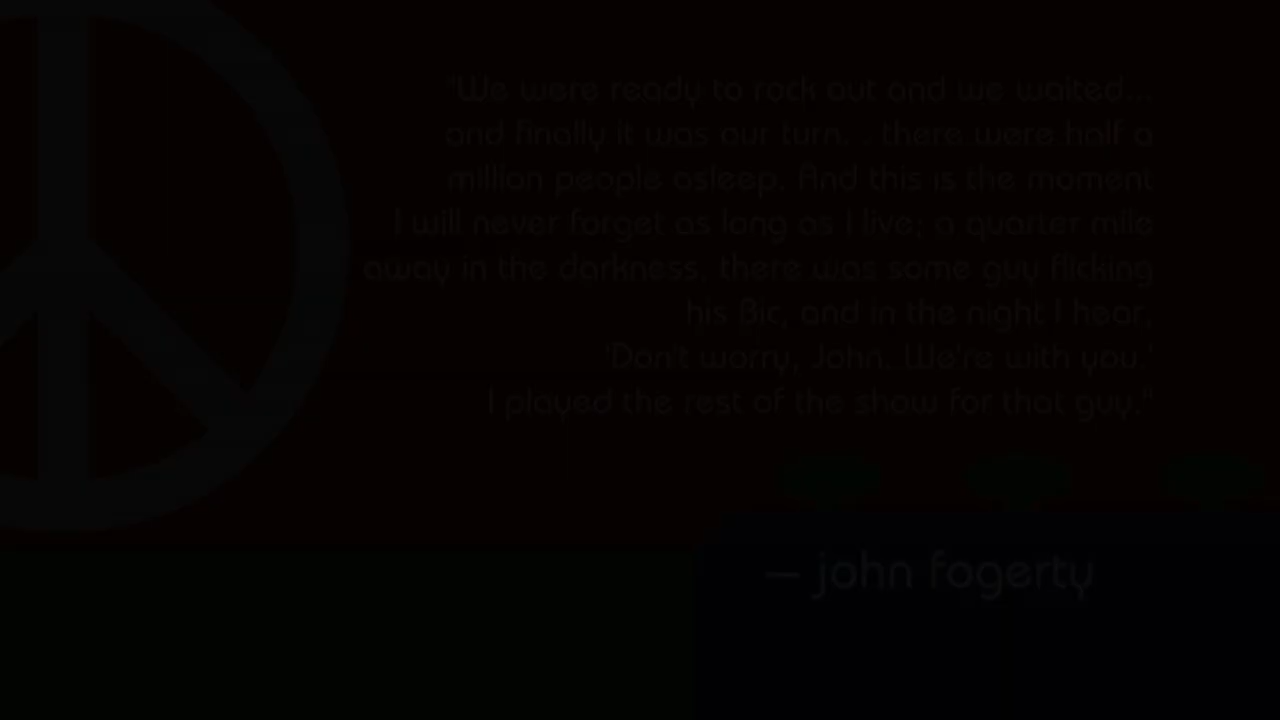 "We were ready to rock out and we waited...
and finally it was our turn. . . there were half a
million people asleep. And this is the moment
I will never forget as long as I live; a quarter mile
away in the darkness, there was some guy flicking
his Bic, and in the night I hear,
'Don't worry, John. We're with you.'
I played the rest of the show for that guy."
— john fogerty